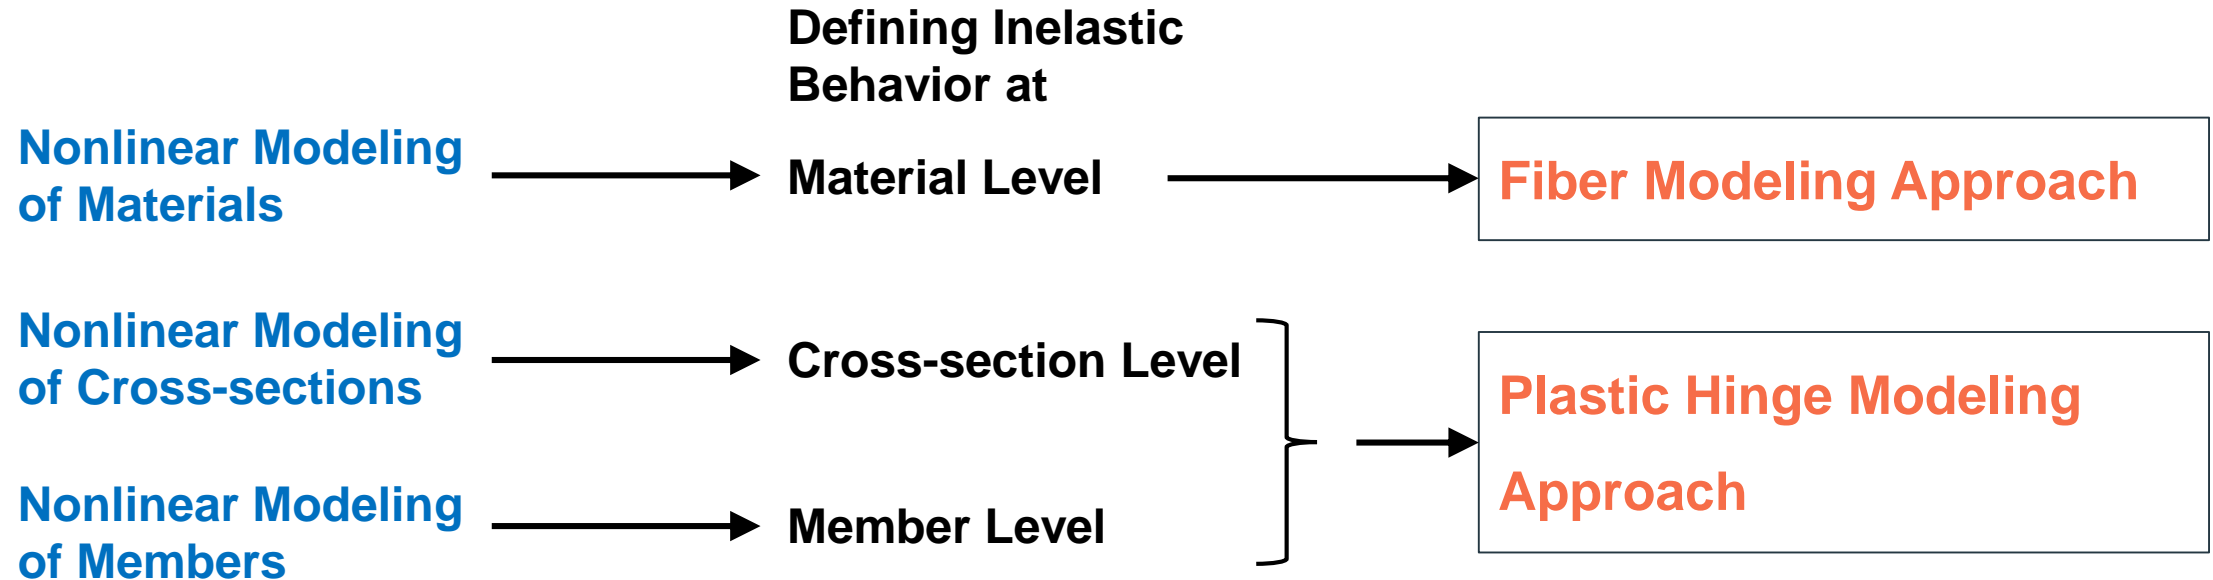 Defining Inelastic
Behavior at
Nonlinear Modeling
of Materials
Material Level
Fiber Modeling Approach
Nonlinear Modeling
of Cross-sections
Cross-section Level
Plastic Hinge Modeling
Approach
Nonlinear Modeling
of Members
Member Level